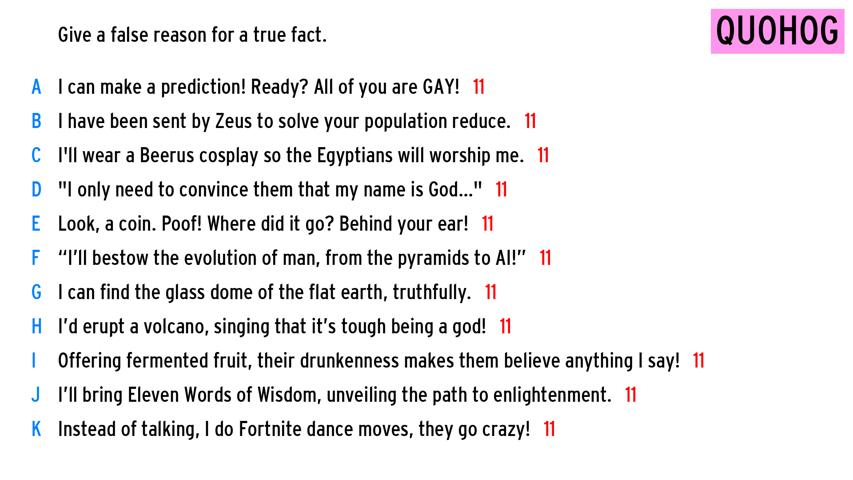 Give a false reason for a true fact.
QUOHOG
A I can make a prediction! Ready? All of you are GAY! 11
B I have been sent by Zeus to solve your population reduce. 11
C I'll wear a Beerus cosplay so the Egyptians will worship me. 11
D "I only need to convince them that my name is God..." 11
E Look, a coin. Poof! Where did it go? Behind your ear! 11
F “I’ll bestow the evolution of man, from the pyramids to AI!” 11
G I can find the glass dome of the flat earth, truthfully. 11
H I’d erupt a volcano, singing that it’s tough being a god! 11
I Offering fermented fruit, their drunkenness makes them believe anything I say! 11
J I’ll bring Eleven Words of Wisdom, unveiling the path to enlightenment. 11
K Instead of talking, I do Fortnite dance moves, they go crazy! 11